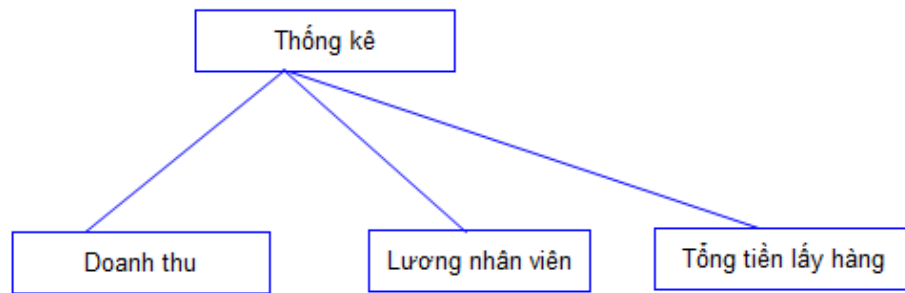 Thống kê
Doanh thu
Lương nhân viên
Tổng tiền lấy hàng